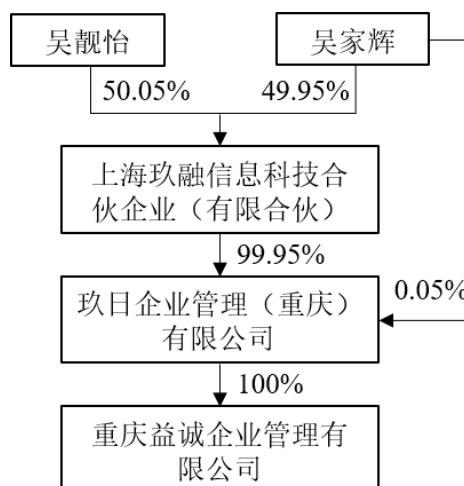 吴靓怡
吴家辉
50.05%
49.95%
上海玖融信息科技合
伙企业（有限合伙）
99.95%
玖日企业管理（重庆）
有限公司
0.05%
100%
重庆益诚企业管理有
限公司